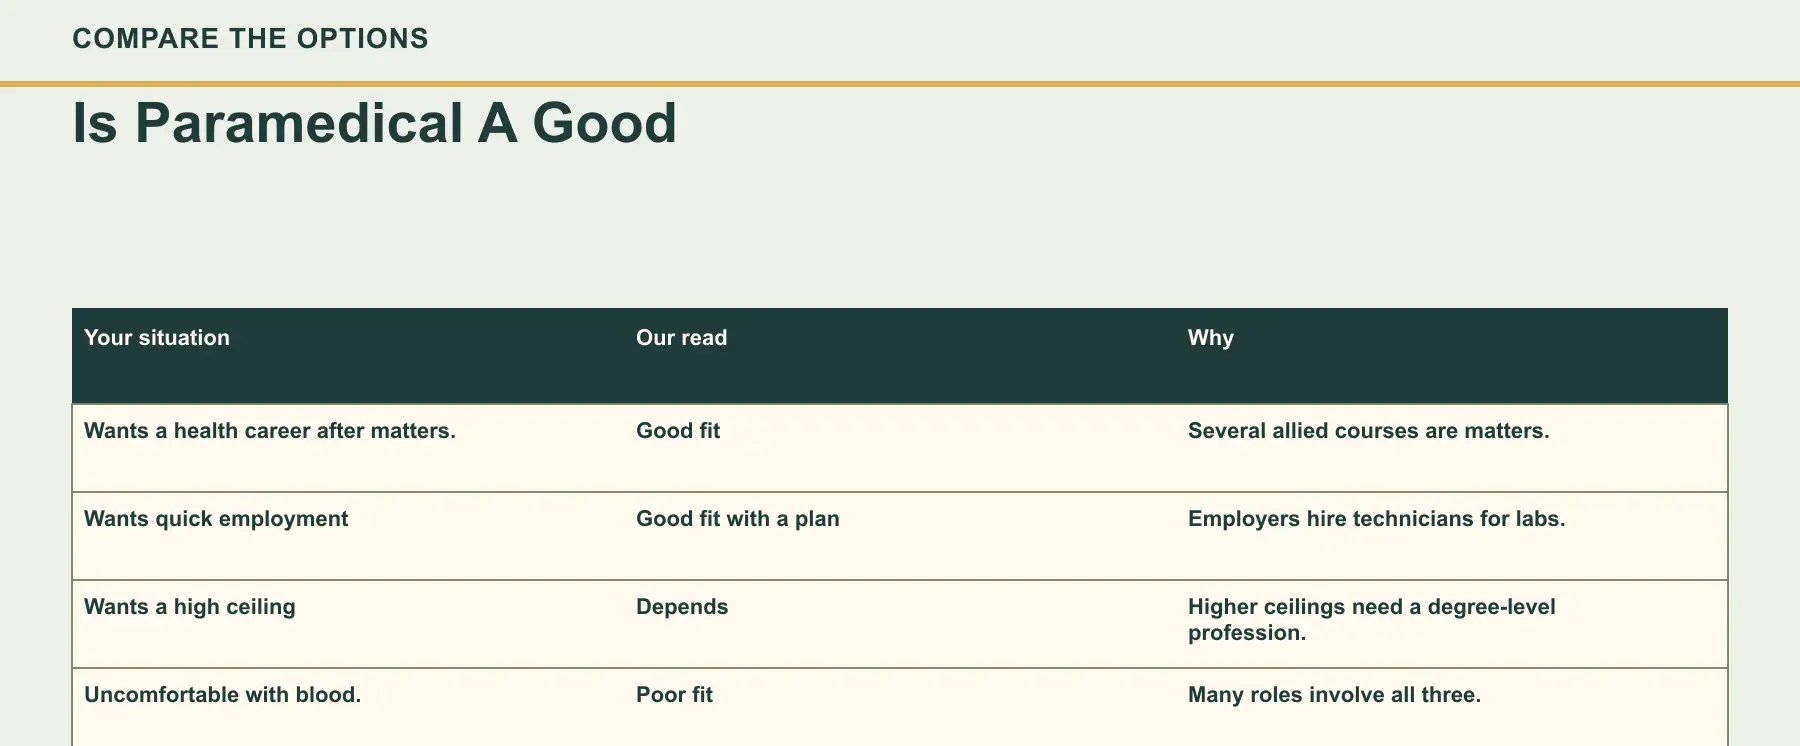 COMPARE THE OPTIONS
Is Paramedical A Good
Your situation Our read Why
Wants a health career after matters. Good fit Several allied courses are matters.
Wants quick employment Good fit with a plan Employers hire technicians for labs.
Wants a high ceiling Depends Higher ceilings need a degree-level
profession.
Uncomfortable with blood. Poor fit Many roles involve all three.